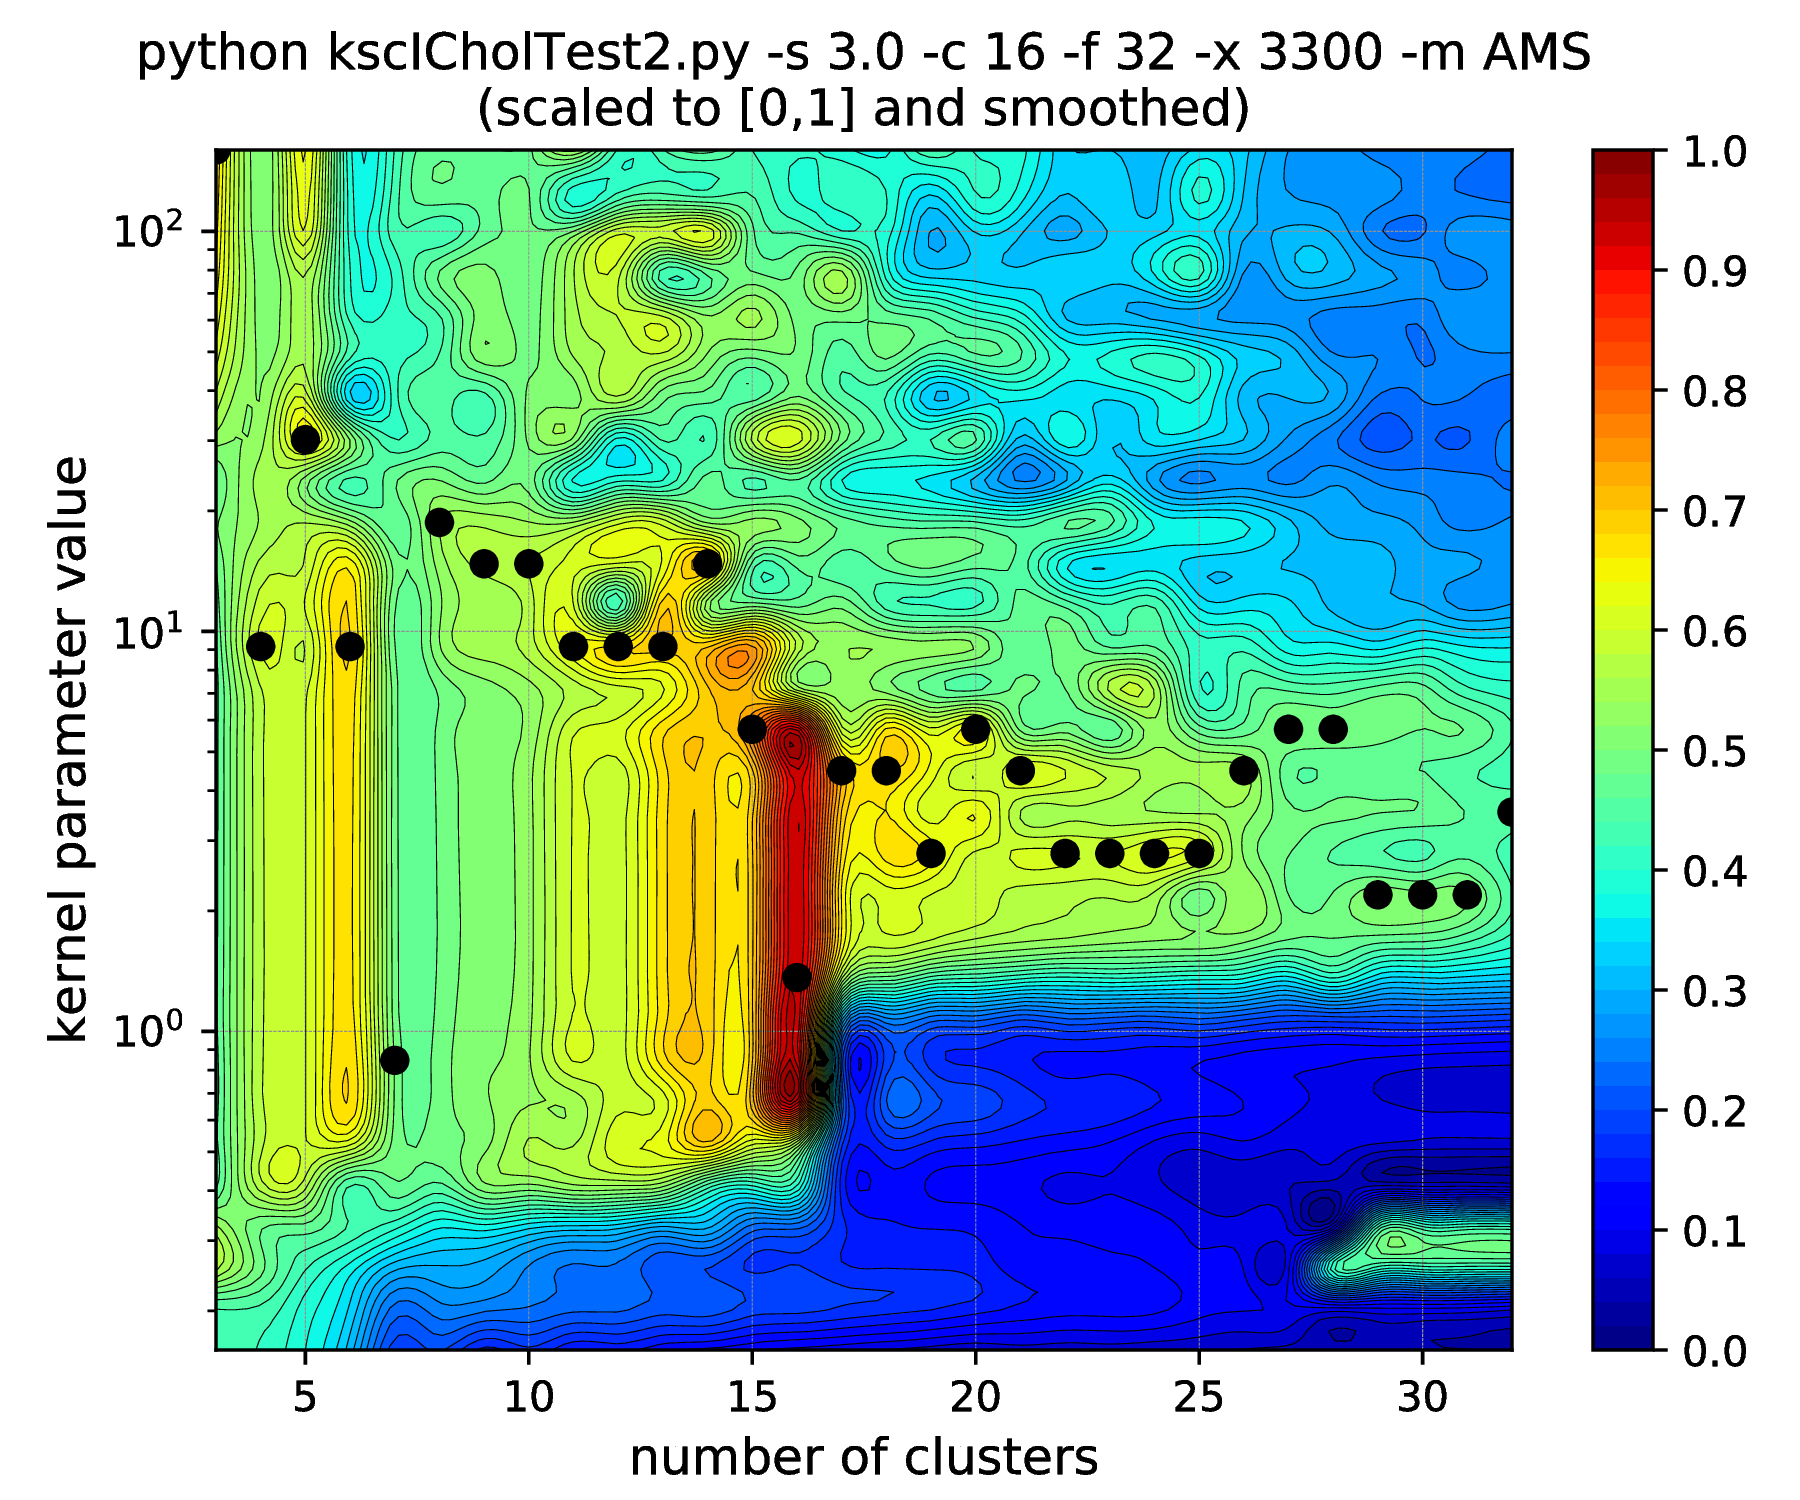 python kscICholTest2.py -s 3.0 -c 16 -f 32 -x 3300 -m AMS
(scaled to [0,1] and smoothed)
kernel parameter value
10²
10¹
10⁰
5 10 15 20 25 30
number of clusters
1.0
0.9
0.8
0.7
0.6
0.5
0.4
0.3
0.2
0.1
0.0